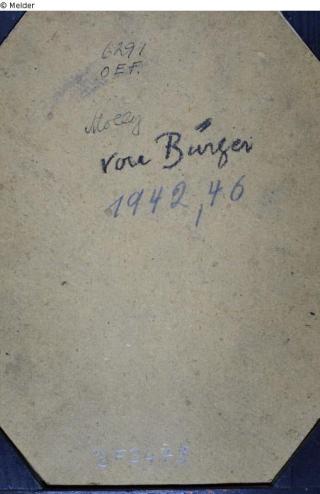 © Melder
6291
OEF.
Molly
von Bürger
1942,46